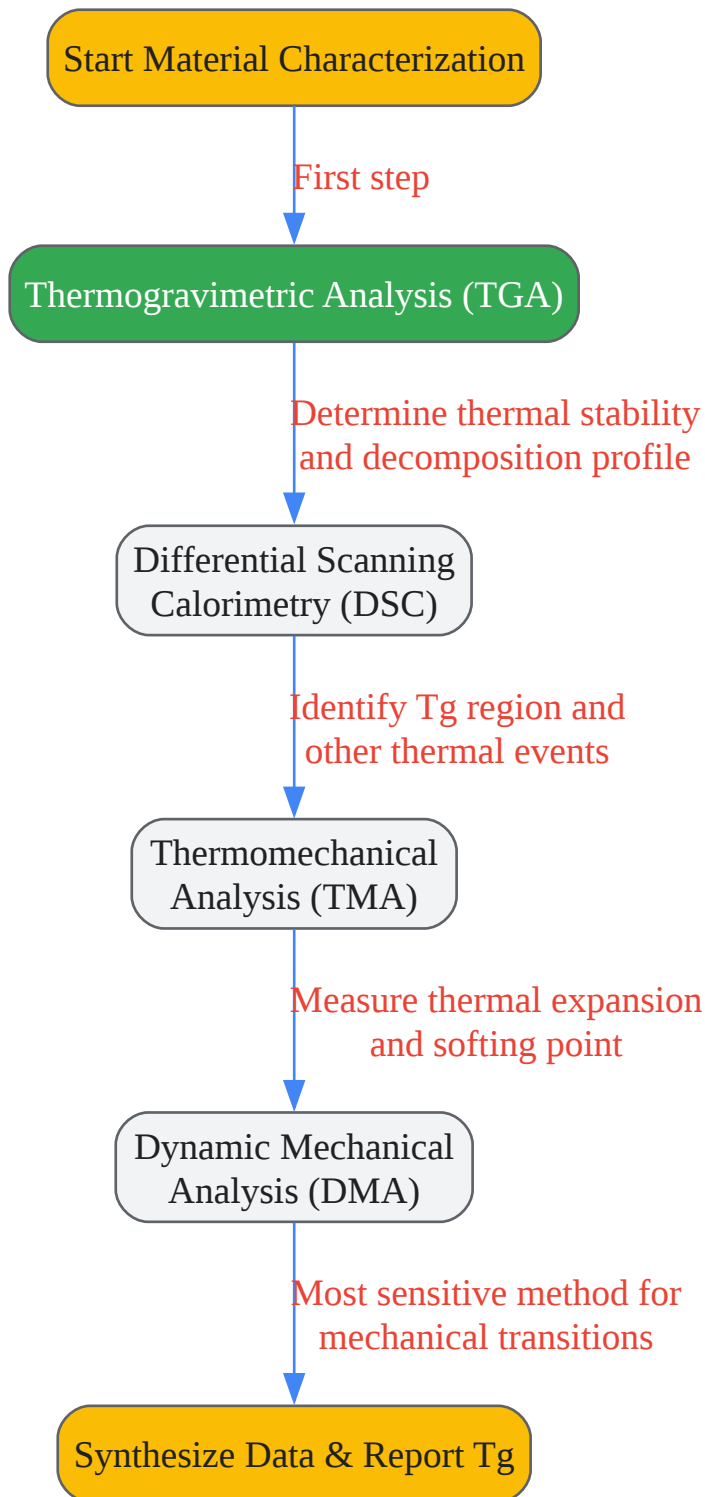 Start Material Characterization
First step
Thermogravimetric Analysis (TGA)
Determine thermal stability
and decomposition profile
Differential Scanning
Calorimetry (DSC)
Identify Tg region and
other thermal events
Thermomechanical
Analysis (TMA)
Measure thermal expansion
and softing point
Dynamic Mechanical
Analysis (DMA)
Most sensitive method for
mechanical transitions
Synthesize Data & Report Tg